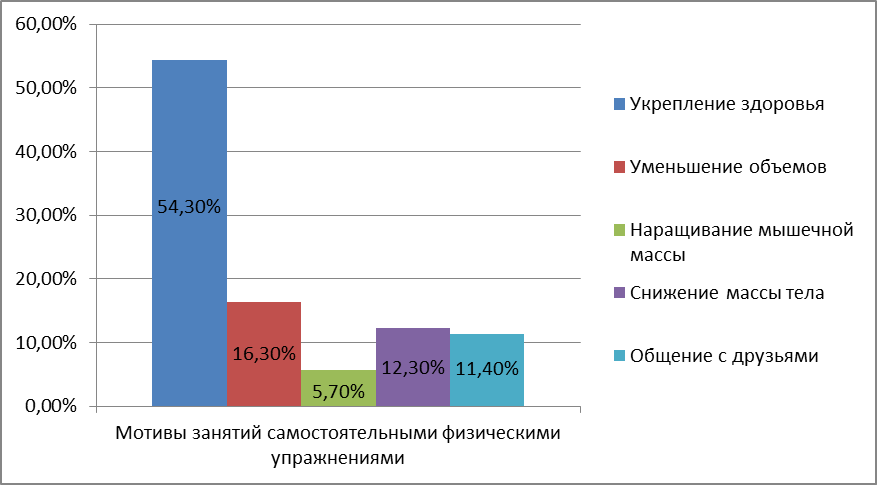 60,00%
50,00%
40,00%
30,00%
20,00%
10,00%
0,00%
54,30%
16,30%
5,70%
12,30%
11,40%
Мотивы занятий самостоятельными физическими
упражнениями
Укрепление здоровья
Уменьшение объемов
Наращивание мышечной
массы
Снижение массы тела
Общение с друзьями